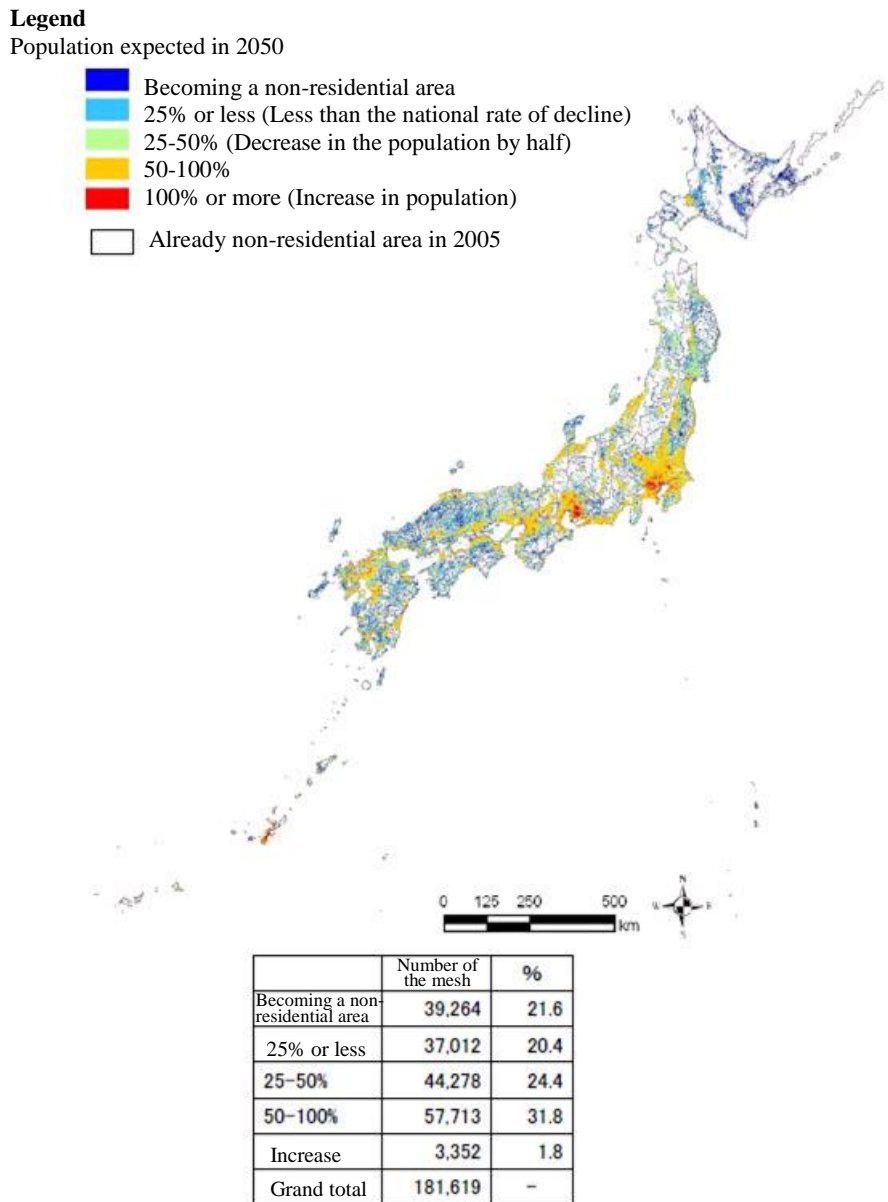 Legend
Population expected in 2050
Becoming a non-residential area
25% or less (Less than the national rate of decline)
25-50% (Decrease in the population by half)
50-100%
100% or more (Increase in population)
Already non-residential area in 2005
0 125 250 500
km
N
W E
S
Number of
the mesh %
Becoming a non-
residential area 39,264 21.6
25% or less 37,012 20.4
25-50% 44,278 24.4
50-100% 57,713 31.8
Increase 3,352 1.8
Grand total 181,619 -